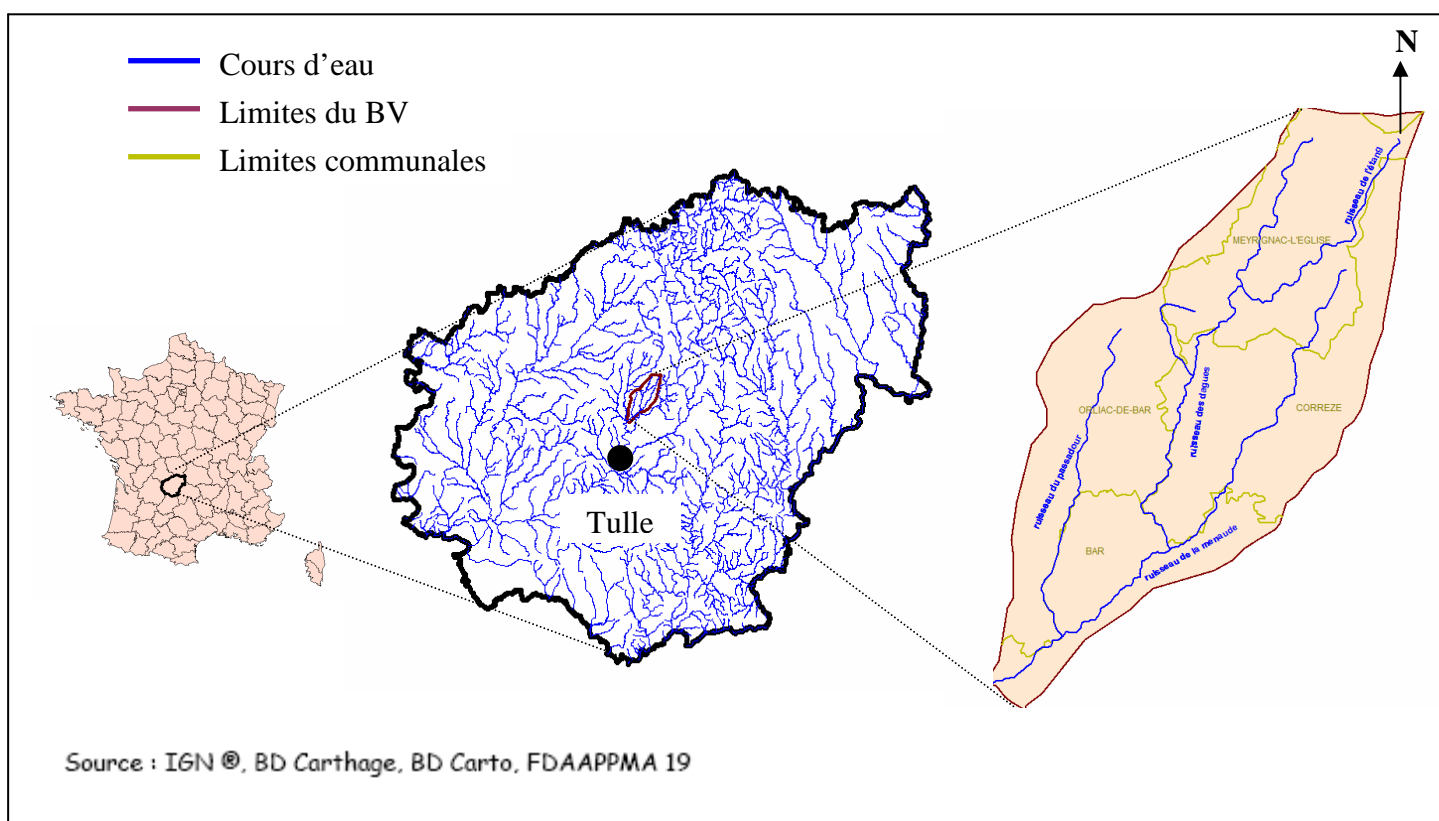 Cours d'eau
Limites du BV
Limites communales
N
ruisseau de l'étang
MEYRIGNAC-L'EGLISE
ruisseau des dafaus
ORLIAC-DE-BAR
CORREZE
ruisseau du passadour
BAR
ruisseau de la menaude
Tulle
Source : IGN ®, BD Carthage, BD Carto, FDAAPPMA 19